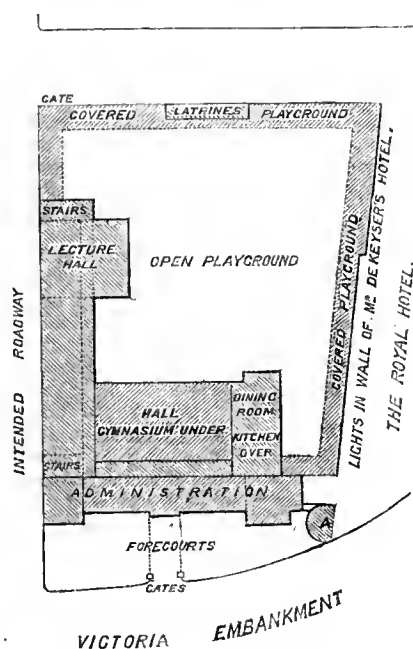 GATE
COVERED
LATRINES
PLAYGROUND
STAIRS
LECTURE
HALL
OPEN PLAYGROUND
INTENDED ROADWAY
COVERED PLAYGROUND
LIGHTS IN WALL OF Mr DE KEYSER'S HOTEL.
THE ROYAL HOTEL.
HALL
GYMNASIUM UNDER
DINING
ROOM
KITCHEN
OVER
STAIRS
ADMINISTRATION
A
FORECOURTS
GATES
VICTORIA EMBANKMENT